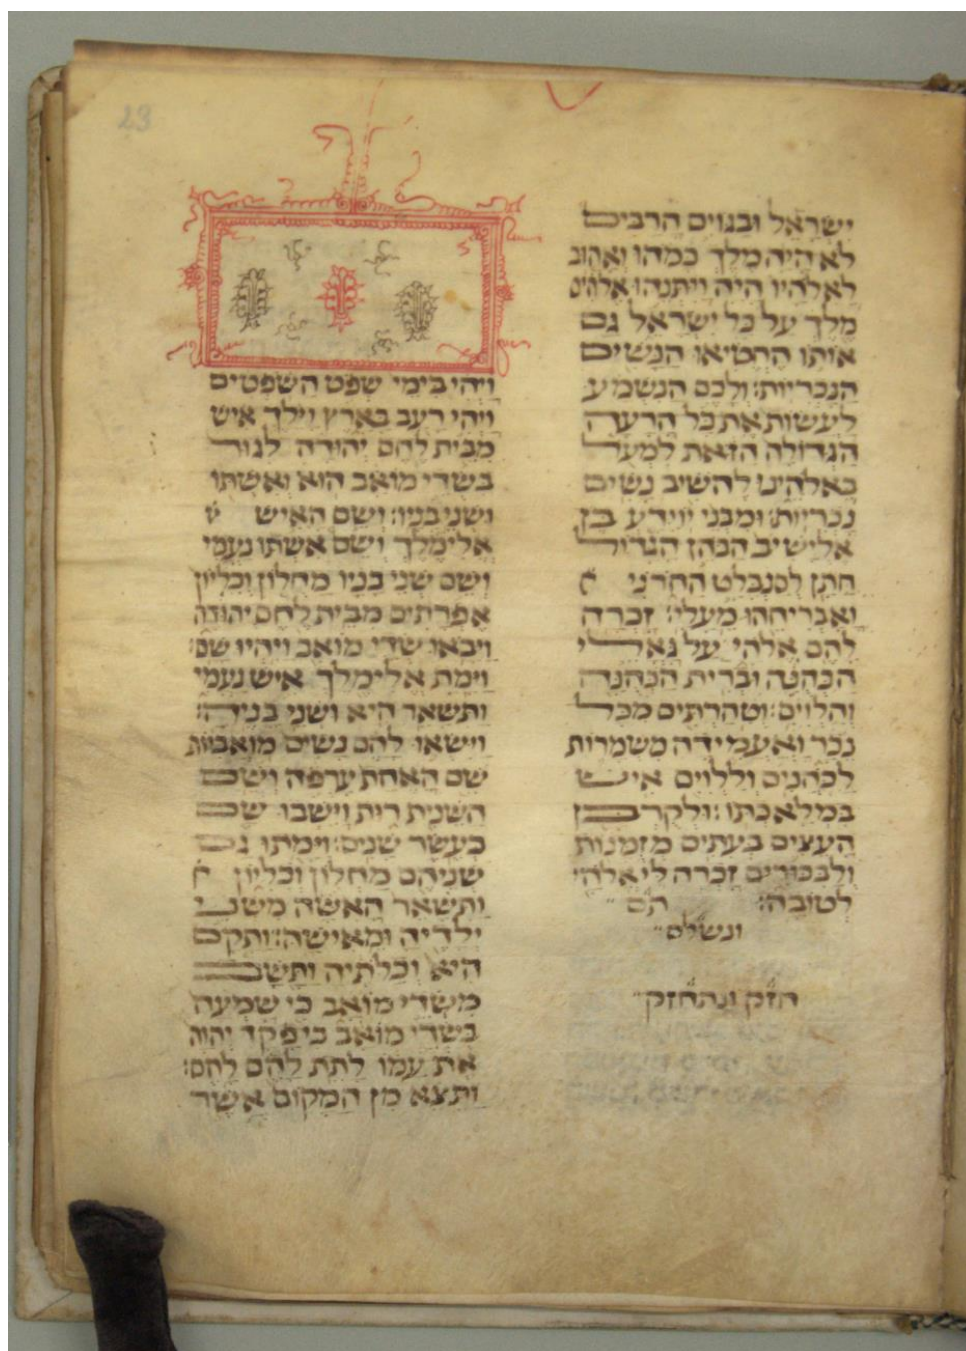 ישראל ובגוים הרבים
לא היה מלך כמהו ואהוב
לאלהיו היה ויתנהו אלהים
מלך על כל ישראל גם
אותו החטיאו הנשים
הנכריות: ולכם הנשמע
לעשות את כל הרעה
הגדולה הזאת למעל
באלהינו להשיב נשים
נכריות: ומבני יוידע בן
אלישיב הכהן הגדול
חתן לסנבלט החרני
ואבריחהו מעלי: זכרה
להם אלהי על גאלי
הכהנה וברית הכהנה
והלוים: וטהרתים מכל
נכר ואעמידה משמרות
לכהנים וללוים איש
במלאכתו: ולקרבן
העצים בעתים מזמנות
ולבכורים זכרה לי אלהי
לטובה: תם
ונשלם
חזק ונתחזק
23
ויהי בימי שפט השפטים
ויהי רעב בארץ וילך איש
מבית לחם יהודה לגור
בשדי מואב הוא ואשתו
ושני בניו: ושם האיש
אלימלך ושם אשתו נעמי
ושם שני בניו מחלון וכליון
אפרתים מבית לחם יהודה
ויבאו שדי מואב ויהיו שם:
וימת אלימלך איש נעמי
ותשאר היא ושני בניה:
וישאו להם נשים מואביות
שם האחת ערפה ושם
השנית רות וישבו שם
כעשר שנים: וימתו גם
שניהם מחלון וכליון
ותשאר האשה משני
ילדיה ומאישה: ותקם
היא וכלתיה ותשב
משדי מואב כי שמעה
בשדי מואב כי פקד יהוה
את עמו לתת להם לחם:
ותצא מן המקום אשר